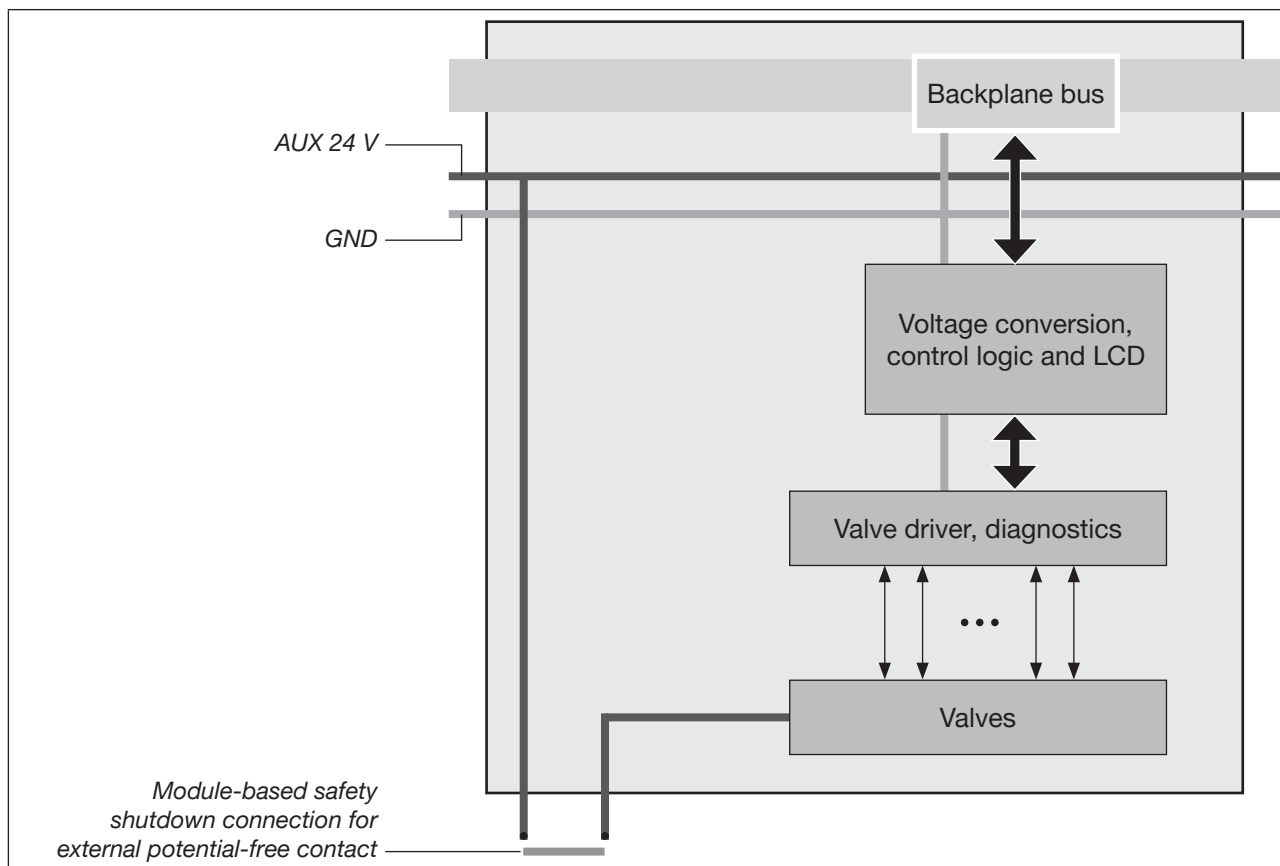 Backplane bus
AUX 24 V
GND
Voltage conversion,
control logic and LCD
Valve driver, diagnostics
Valves
Module-based safety
shutdown connection for
external potential-free contact